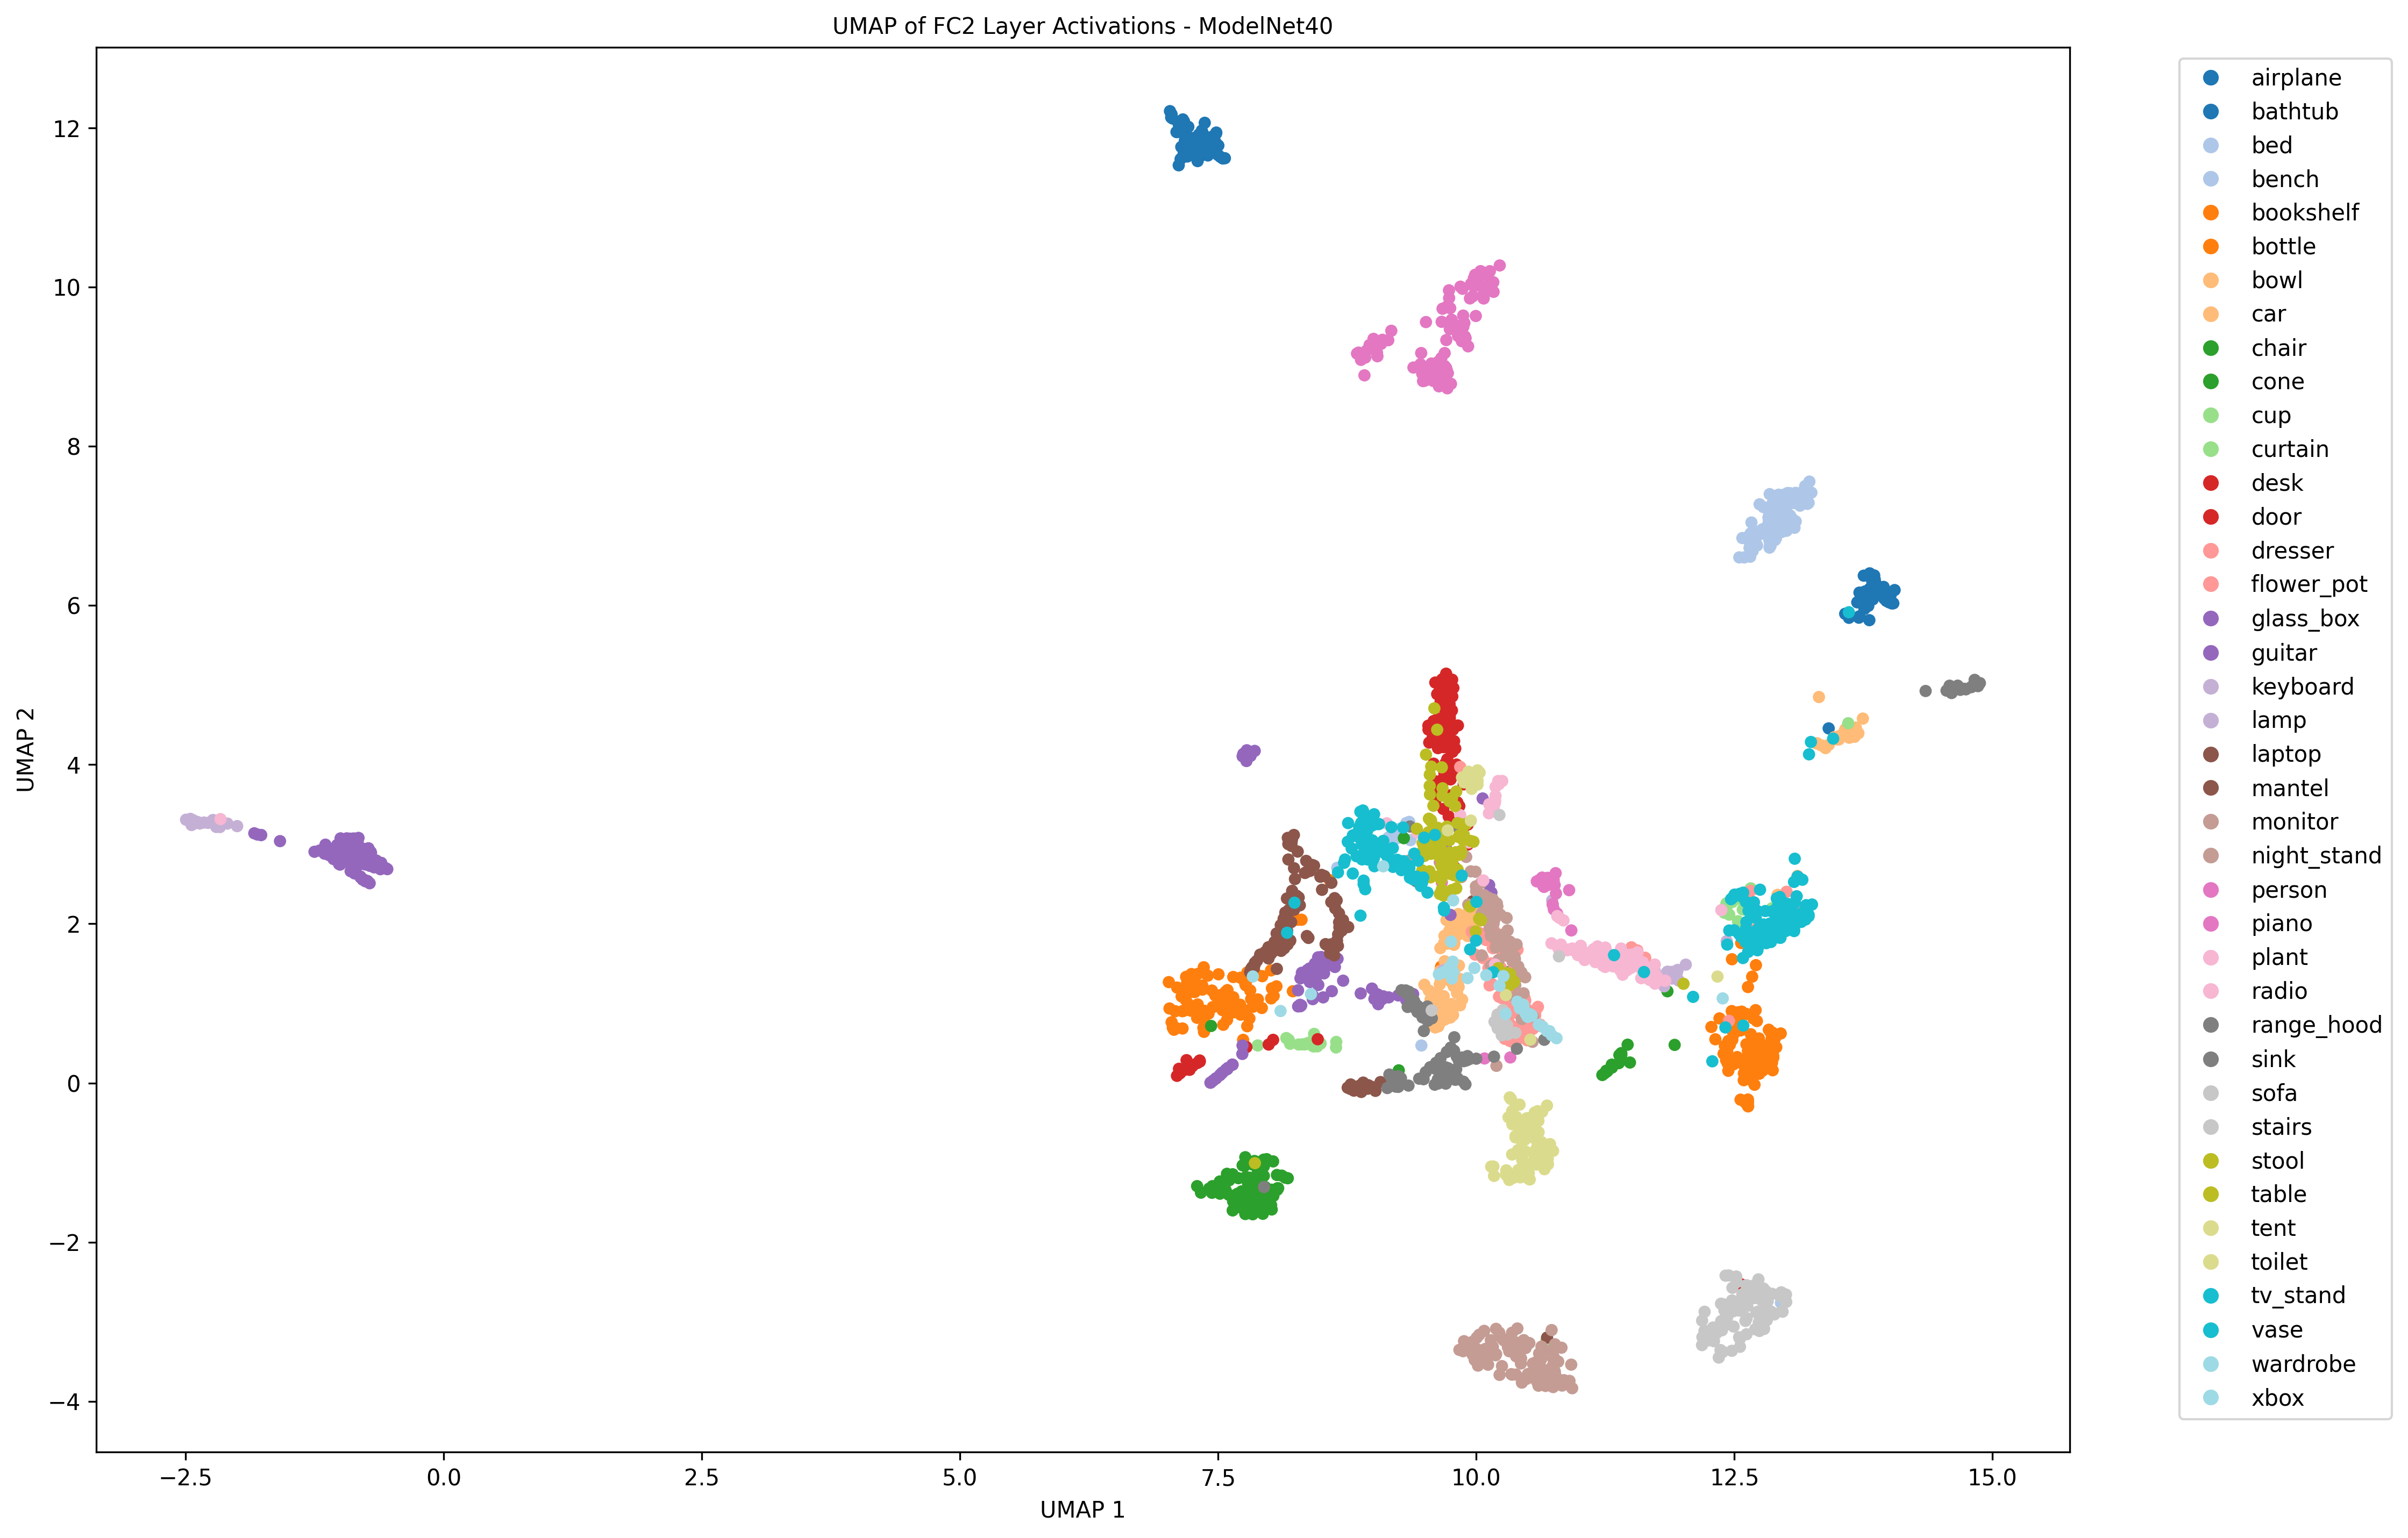 UMAP of FC2 Layer Activations - ModelNet40
UMAP 2
12
10
8
6
4
2
0
−2
−4
−2.5
0.0
2.5
5.0
7.5
10.0
12.5
15.0
UMAP 1
airplane
bathtub
bed
bench
bookshelf
bottle
bowl
car
chair
cone
cup
curtain
desk
door
dresser
flower_pot
glass_box
guitar
keyboard
lamp
laptop
mantel
monitor
night_stand
person
piano
plant
radio
range_hood
sink
sofa
stairs
stool
table
tent
toilet
tv_stand
vase
wardrobe
xbox